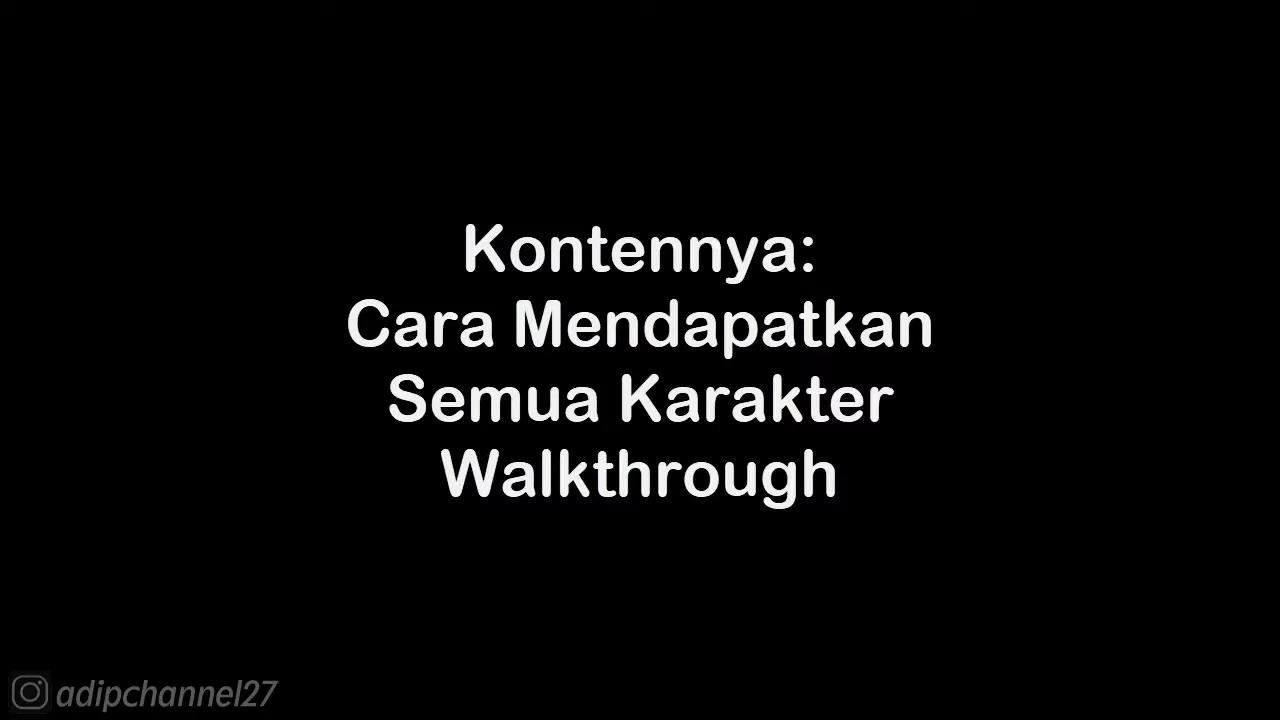 Kontennya:
Cara Mendapatkan
Semua Karakter
Walkthrough
adipchannel27